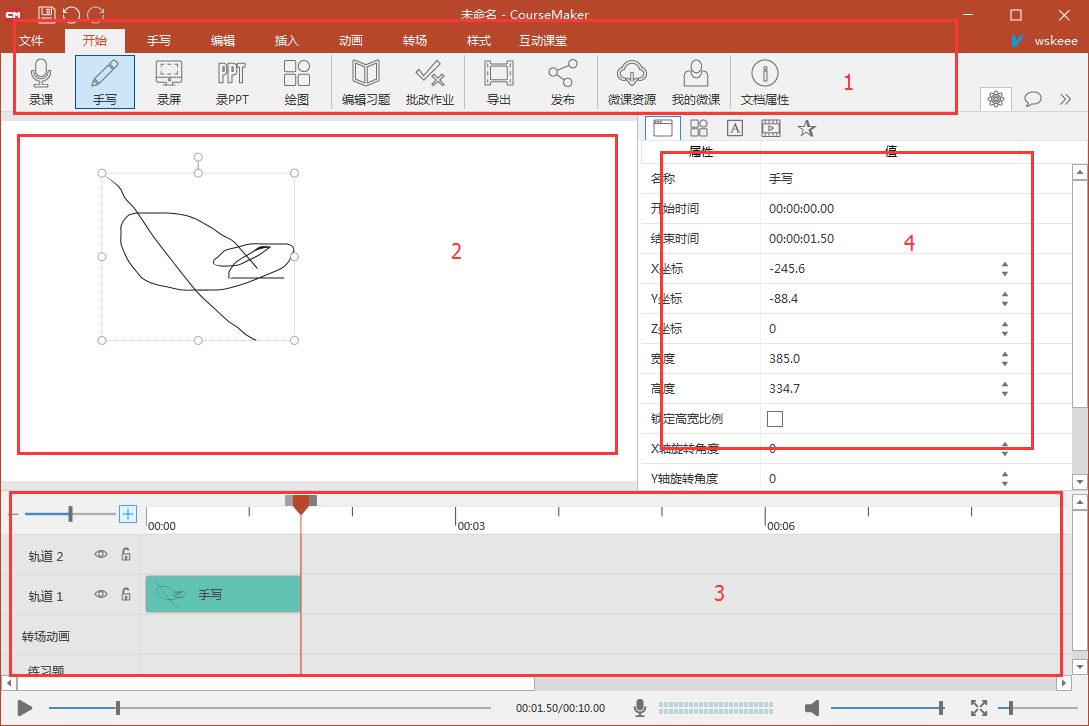 CM 未命名 - CourseMaker
文件 开始 手写 编辑 插入 动画 转场 样式 互动课堂 wskeee
录课 手写 录屏 PPT 录PPT 绘图 编辑习题 批改作业 导出 发布 微课资源 我的微课 文档属性 1
A
属性 值
名称 手写
开始时间 00:00:00.00
结束时间 00:00:01.50
X坐标 -245.6
Y坐标 -88.4
Z坐标 0
宽度 385.0
高度 334.7
锁定高宽比例
X轴旋转角度 0
Y轴旋转角度 0
2
4
00:00 00:03 00:06
轨道 2
轨道 1 手写
3
转场动画
练习题
00:01.50/00:10.00